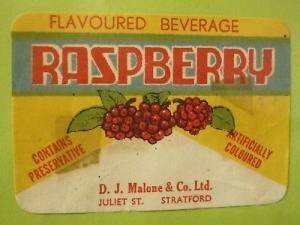 FLAVOURED BEVERAGE
RASPBERRY
CONTAINS
PRESERVATIVE
ARTIFICIALLY
COLOURED
D. J. Malone & Co. Ltd.
JULIET ST. STRATFORD